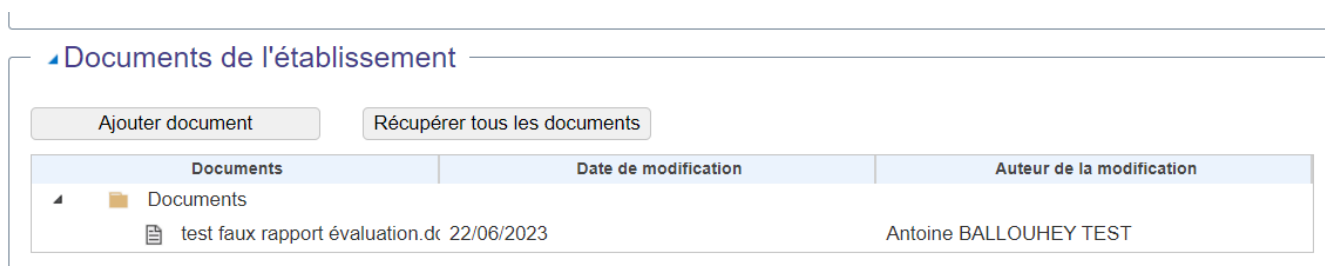 Documents de l'établissement
Ajouter document Récupérer tous les documents
Documents Date de modification Auteur de la modification
Documents
test faux rapport évaluation.dc 22/06/2023 Antoine BALLOUHEY TEST